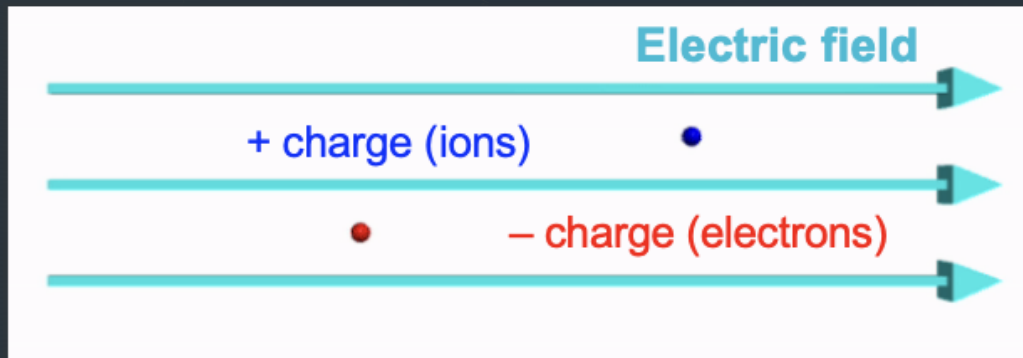 Electric field
+ charge (ions)
– charge (electrons)